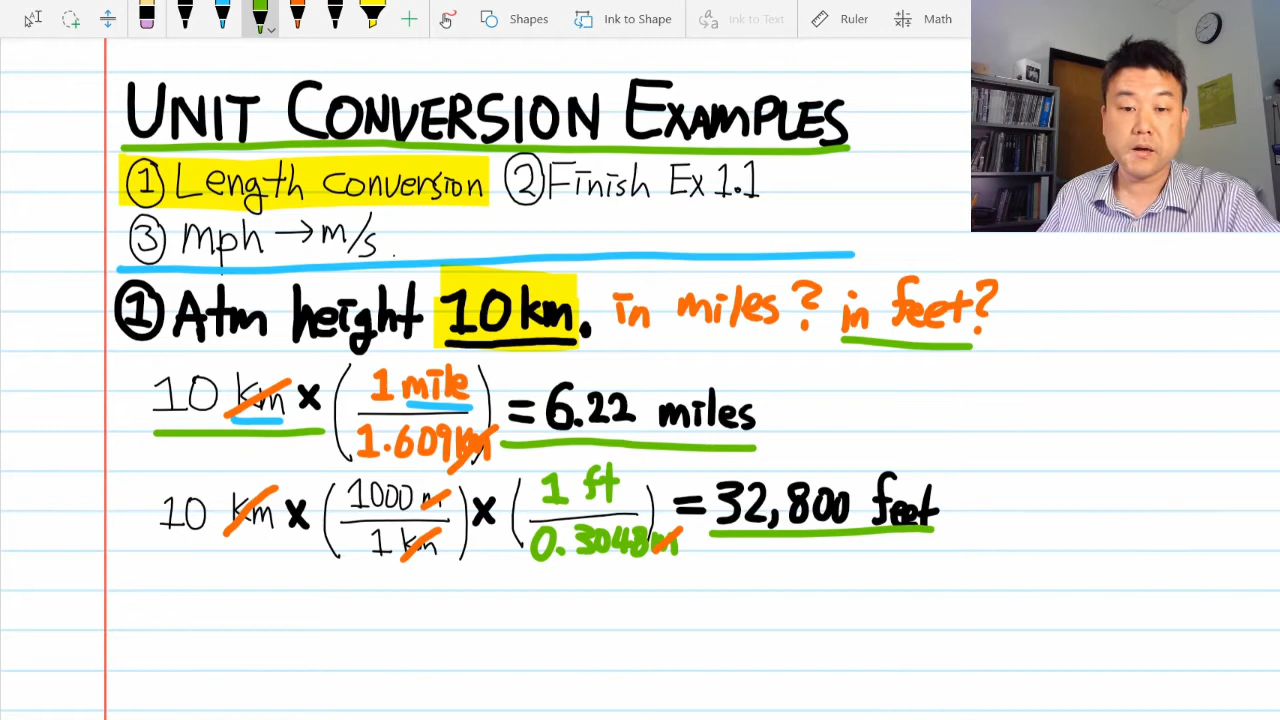 Shapes Ink to Shape Ink to Text Ruler Math
UNIT CONVERSION EXAMPLES
① Length conversion ② Finish Ex 1.1
③ mph → m/s.
① Atm height 10 km. in miles? in feet?
10 km × (1 mile / 1.609 km) = 6.22 miles
10 km × (1000 m / 1 km) × (1 ft / 0.3048 m) = 32,800 feet